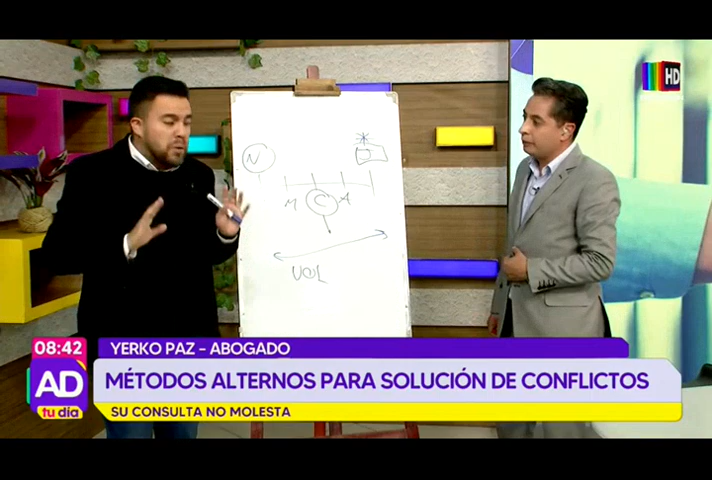 HD
N
M
C
A
VOL
08:42
YERKO PAZ - ABOGADO
AD
MÉTODOS ALTERNOS PARA SOLUCIÓN DE CONFLICTOS
tu día
SU CONSULTA NO MOLESTA